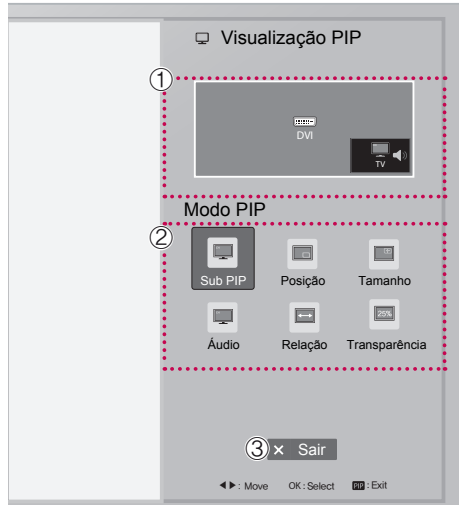 Visualização PIP
①
DVI
TV
Modo PIP
②
Sub PIP Posição Tamanho
25%
Áudio Relação Transparência
③ × Sair
◀ ▶ : Move OK : Select PIP : Exit